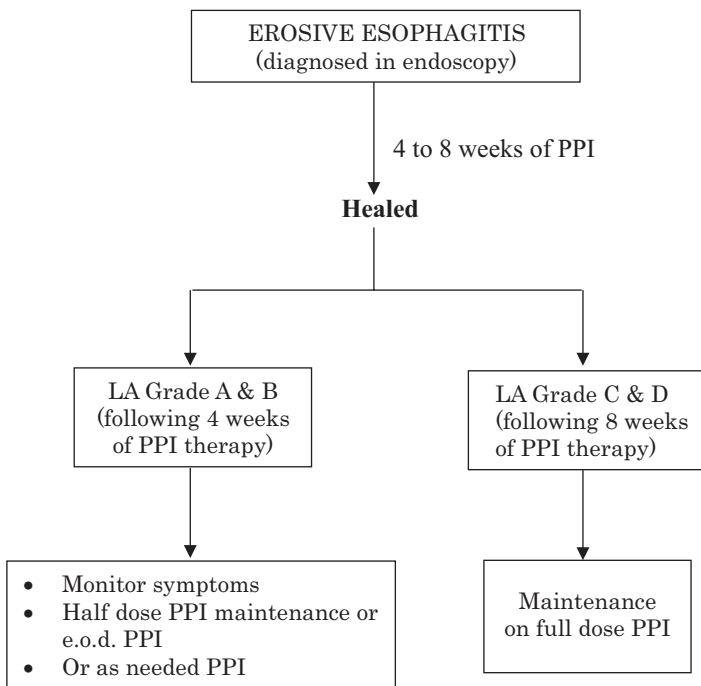 EROSIVE ESOPHAGITIS
(diagnosed in endoscopy)
4 to 8 weeks of PPI
Healed
LA Grade A & B
(following 4 weeks
of PPI therapy)
LA Grade C & D
(following 8 weeks
of PPI therapy)
• Monitor symptoms
• Half dose PPI maintenance or
e.o.d. PPI
• Or as needed PPI
Maintenance
on full dose PPI